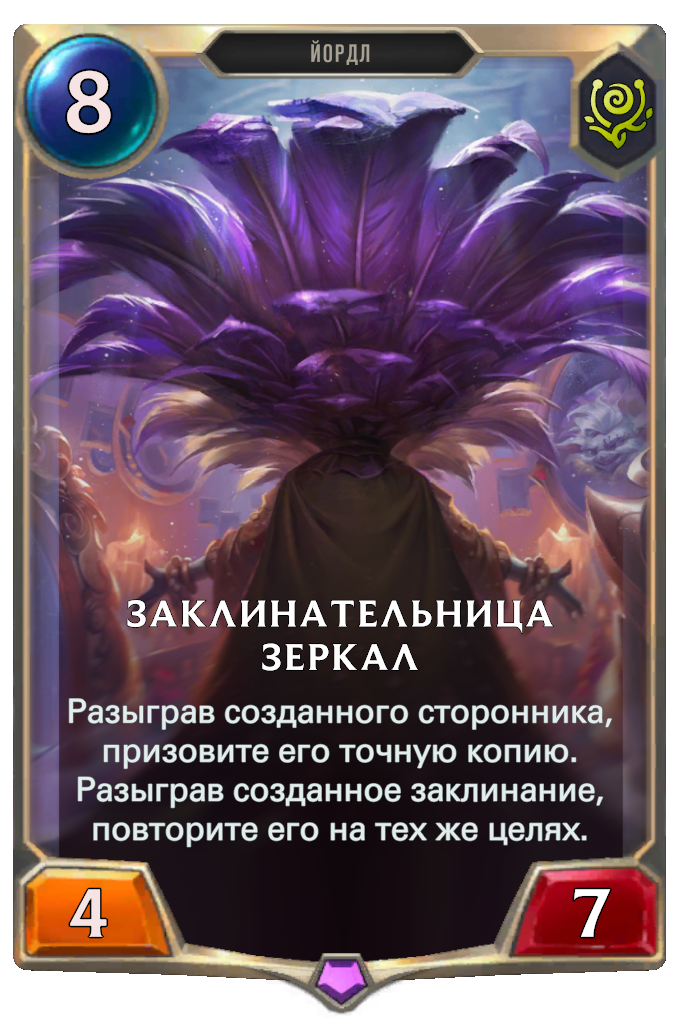 8
ЙОРДЛ
ЗАКЛИНАТЕЛЬНИЦА
ЗЕРКАЛ
Разыграв созданного сторонника,
призовите его точную копию.
Разыграв созданное заклинание,
повторите его на тех же целях.
4
7